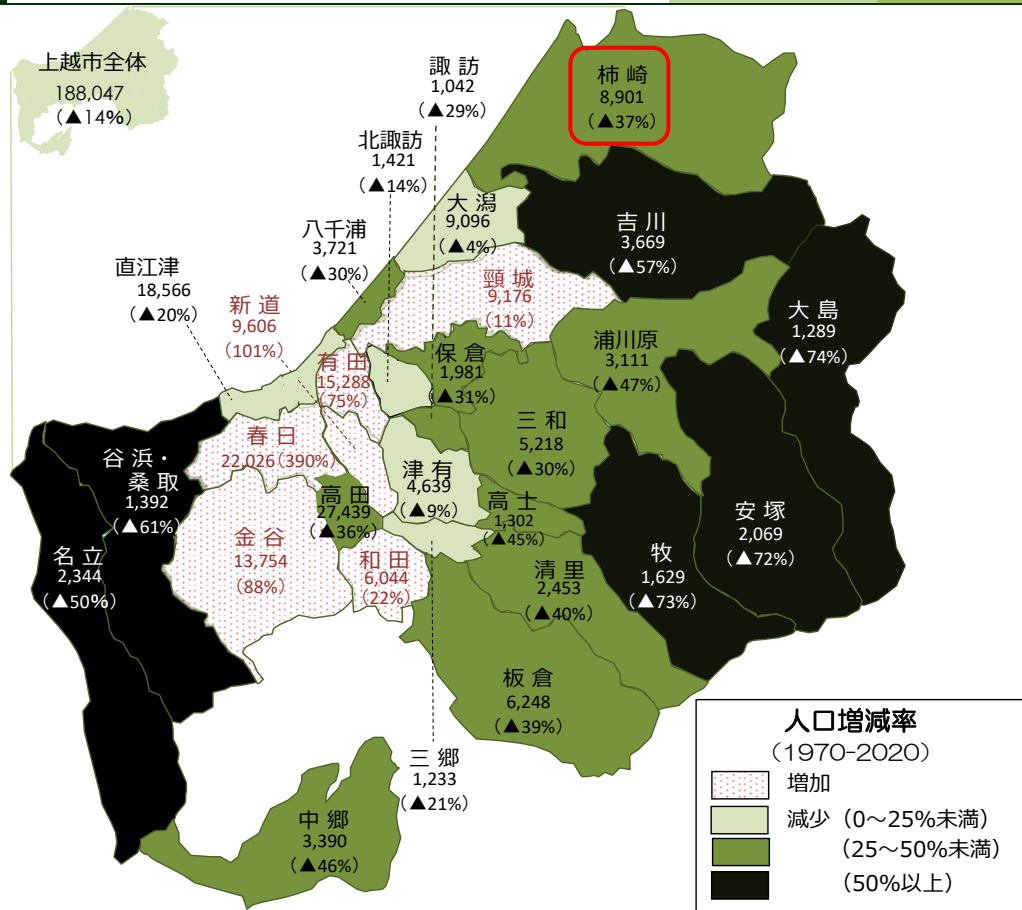 上越市全体
188,047
(▲14%)
諏訪
1,042
(▲29%)
柿崎
8,901
(▲37%)
北諏訪
1,421
(▲14%)
大潟
9,096
(▲4%)
吉川
3,669
(△57%)
八千浦
3,721
(▲30%)
直江津
18,566
(▲20%)
頸城
9,176
(11%)
大島
1,289
(△74%)
新道
9,606
(101%)
有田
15,288
(75%)
保倉
1,981
(▲31%)
浦川原
3,111
(▲47%)
三和
5,218
(▲30%)
春日
22,026(390%)
谷浜・
桑取
1,392
(△61%)
津有
4,639
(▲9%)
高田
27,439
(▲36%)
高士
1,302
(▲45%)
安塚
2,069
(△72%)
金谷
13,754
(88%)
名立
2,344
(△50%)
和田
6,044
(22%)
清里
2,453
(▲40%)
牧
1,629
(△73%)
板倉
6,248
(▲39%)
三郷
1,233
(▲21%)
中郷
3,390
(▲46%)
人口増減率
(1970-2020)
増加
減少(0～25%未満)
(25～50%未満)
(50%以上)